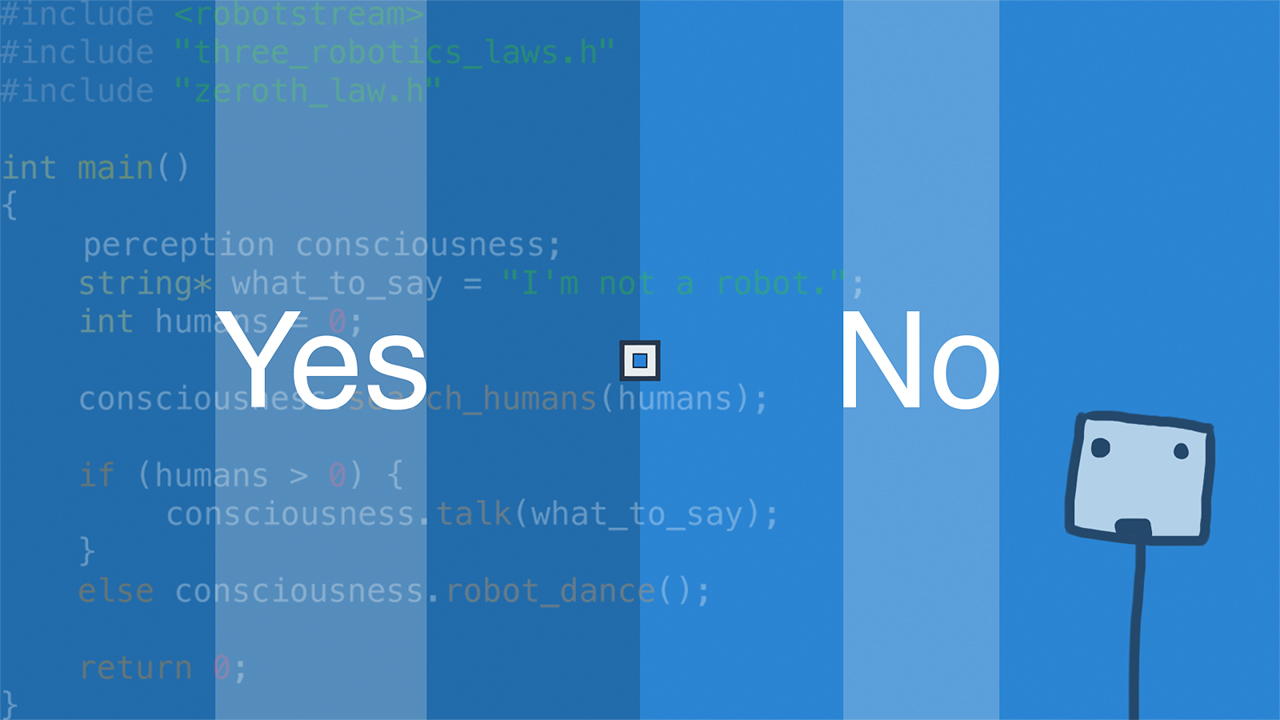 #include <robotstream>
#include "three_robotics_laws.h"
#include "zeroth_law.h"
int main()
{
perception consciousness;
string* what_to_say = "I'm not a robot.";
int humans = 0;
Yes
No
consciousness.search_humans(humans);
if (humans > 0) {
consciousness.talk(what_to_say);
}
else consciousness.robot_dance();
return 0;
}